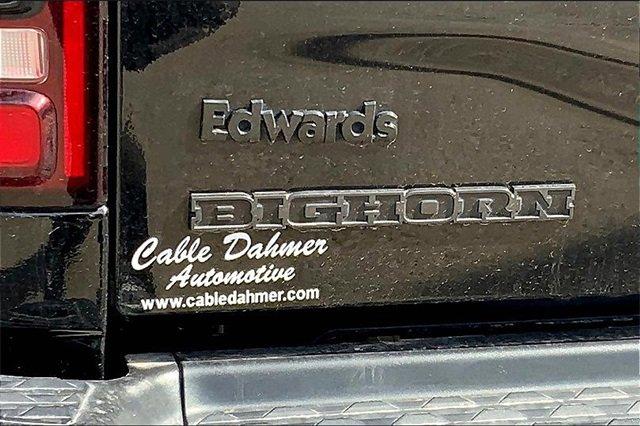 Edwards
BIGHORN
Cable Dahmer
Automotive
www.cabledahmer.com